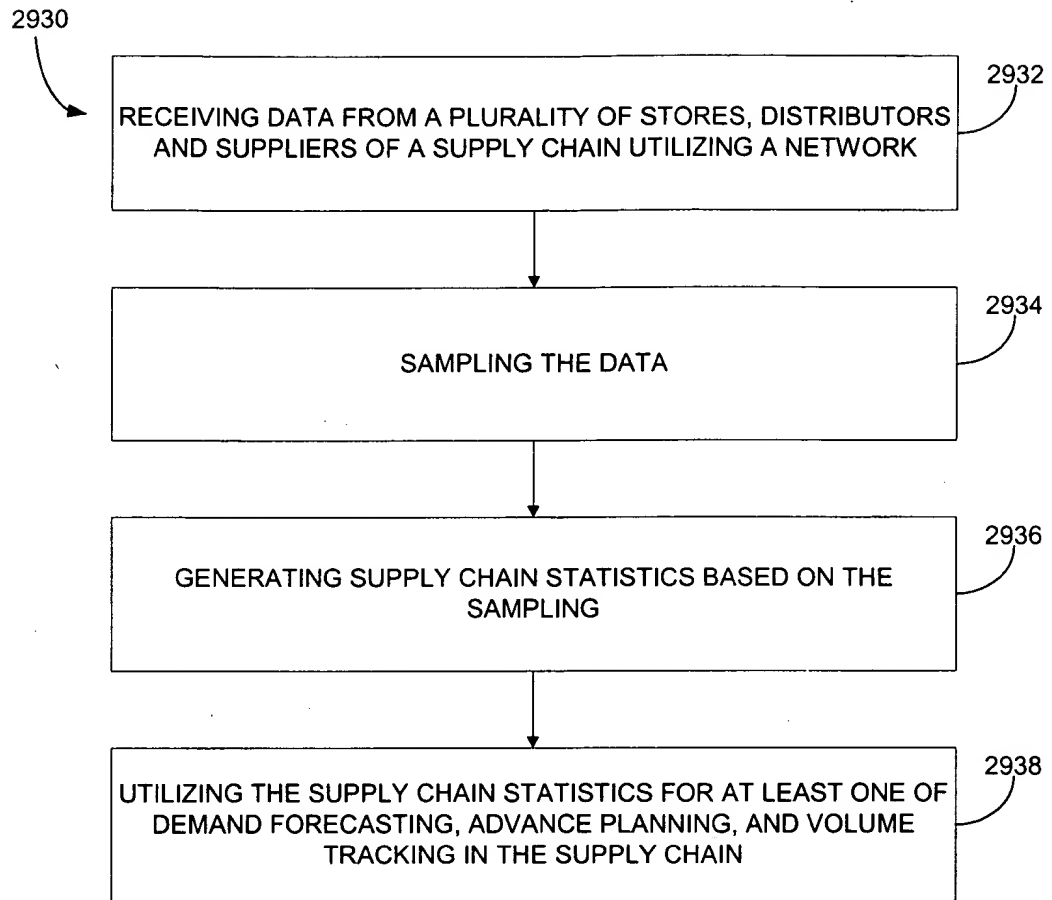 2930
2932
RECEIVING DATA FROM A PLURALITY OF STORES, DISTRIBUTORS
AND SUPPLIERS OF A SUPPLY CHAIN UTILIZING A NETWORK
2934
SAMPLING THE DATA
2936
GENERATING SUPPLY CHAIN STATISTICS BASED ON THE
SAMPLING
2938
UTILIZING THE SUPPLY CHAIN STATISTICS FOR AT LEAST ONE OF
DEMAND FORECASTING, ADVANCE PLANNING, AND VOLUME
TRACKING IN THE SUPPLY CHAIN